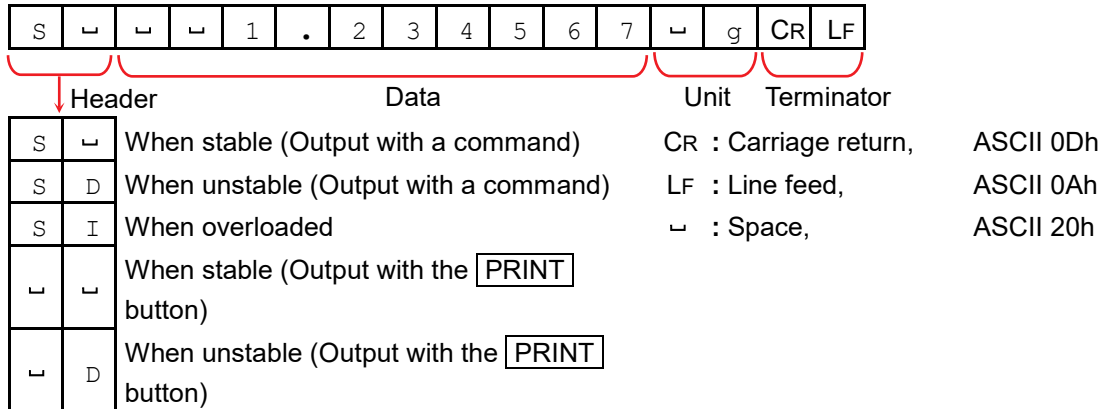 S ␣ ␣ ␣ 1 . 2 3 4 5 6 7 ␣ g CR LF
Header Data Unit Terminator
S ␣ When stable (Output with a command) CR : Carriage return, ASCII 0Dh
S D When unstable (Output with a command) LF : Line feed, ASCII 0Ah
S I When overloaded ␣ : Space, ASCII 20h
␣ ␣ When stable (Output with the PRINT
button)
␣ D When unstable (Output with the PRINT
button)